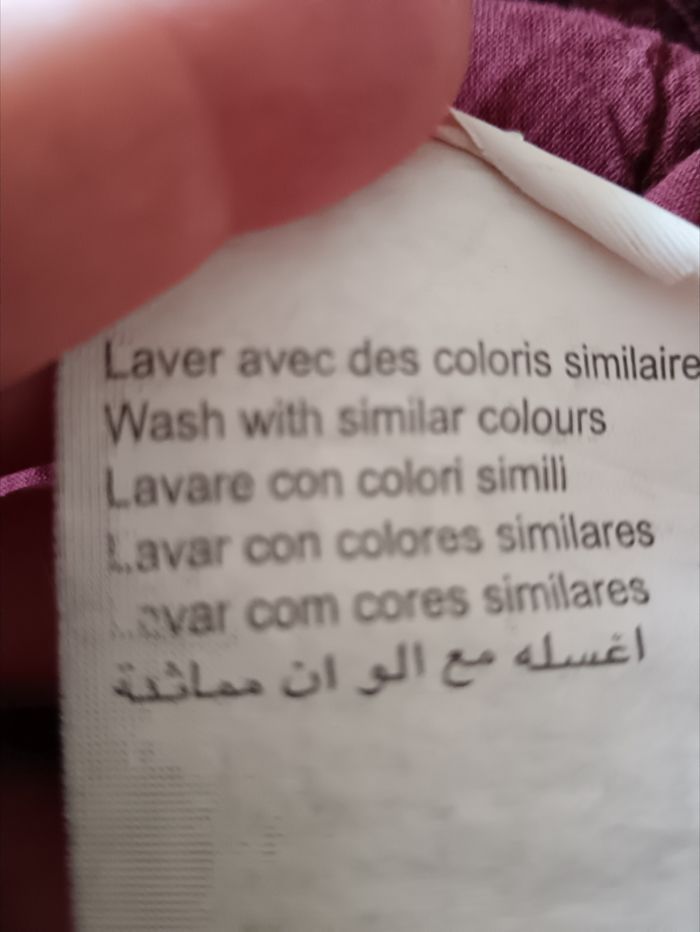 Laver avec des coloris similaire
Wash with similar colours
Lavare con colori simili
Lavar con colores similares
Lavar com cores similares
اغسله مع الو ان مماثلة